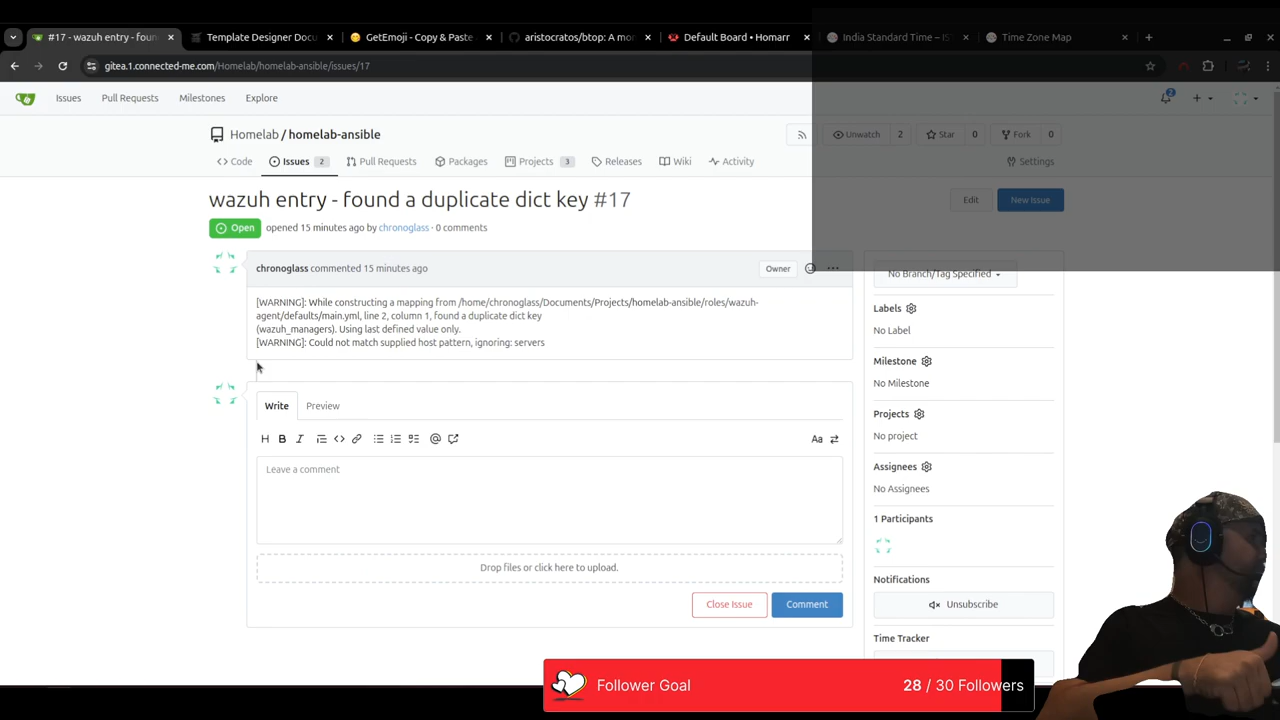 #17 - wazuh entry - foun
Template Designer Docu
GetEmoji - Copy & Paste
aristocratos/btop: A mo
Default Board • Homarr
India Standard Time – IS
Time Zone Map
gitea.1.connected-me.com/Homelab/homelab-ansible/issues/17
Issues
Pull Requests
Milestones
Explore
2
Homelab / homelab-ansible
Unwatch 2
Star 0
Fork 0
Code
Issues 2
Pull Requests
Packages
Projects 3
Releases
Wiki
Activity
Settings
wazuh entry - found a duplicate dict key #17
Edit
New Issue
Open
opened 15 minutes ago by chronoglass · 0 comments
chronoglass commented 15 minutes ago
Owner
[WARNING]: While constructing a mapping from /home/chronoglass/Documents/Projects/homelab-ansible/roles/wazuh-
agent/defaults/main.yml, line 2, column 1, found a duplicate dict key
(wazuh_managers). Using last defined value only.
[WARNING]: Could not match supplied host pattern, ignoring: servers
Write
Preview
H B I
@
Aa
Leave a comment
Drop files or click here to upload.
Close Issue
Comment
No Branch/Tag Specified
Labels
No Label
Milestone
No Milestone
Projects
No project
Assignees
No Assignees
1 Participants
Notifications
Unsubscribe
Time Tracker
Follower Goal
28 / 30 Followers